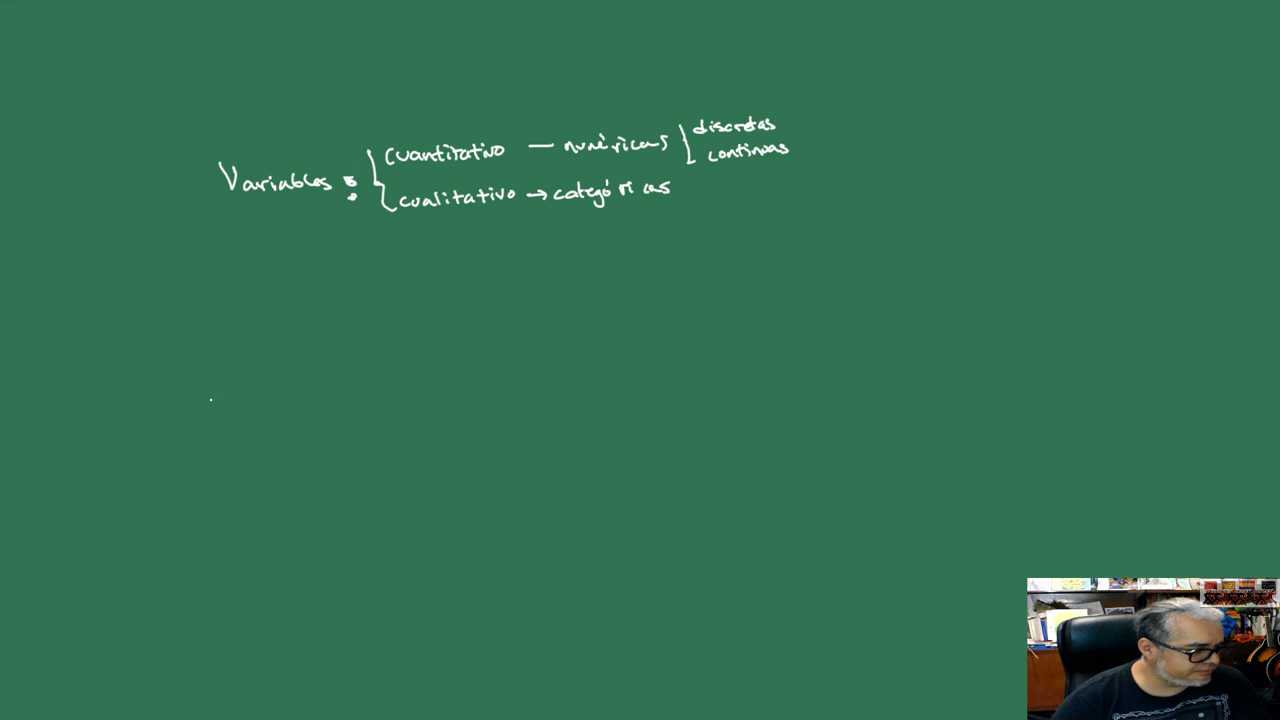 Variables :
cuantitativo — numéricas
discretas
continuas
cualitativo → categóricas